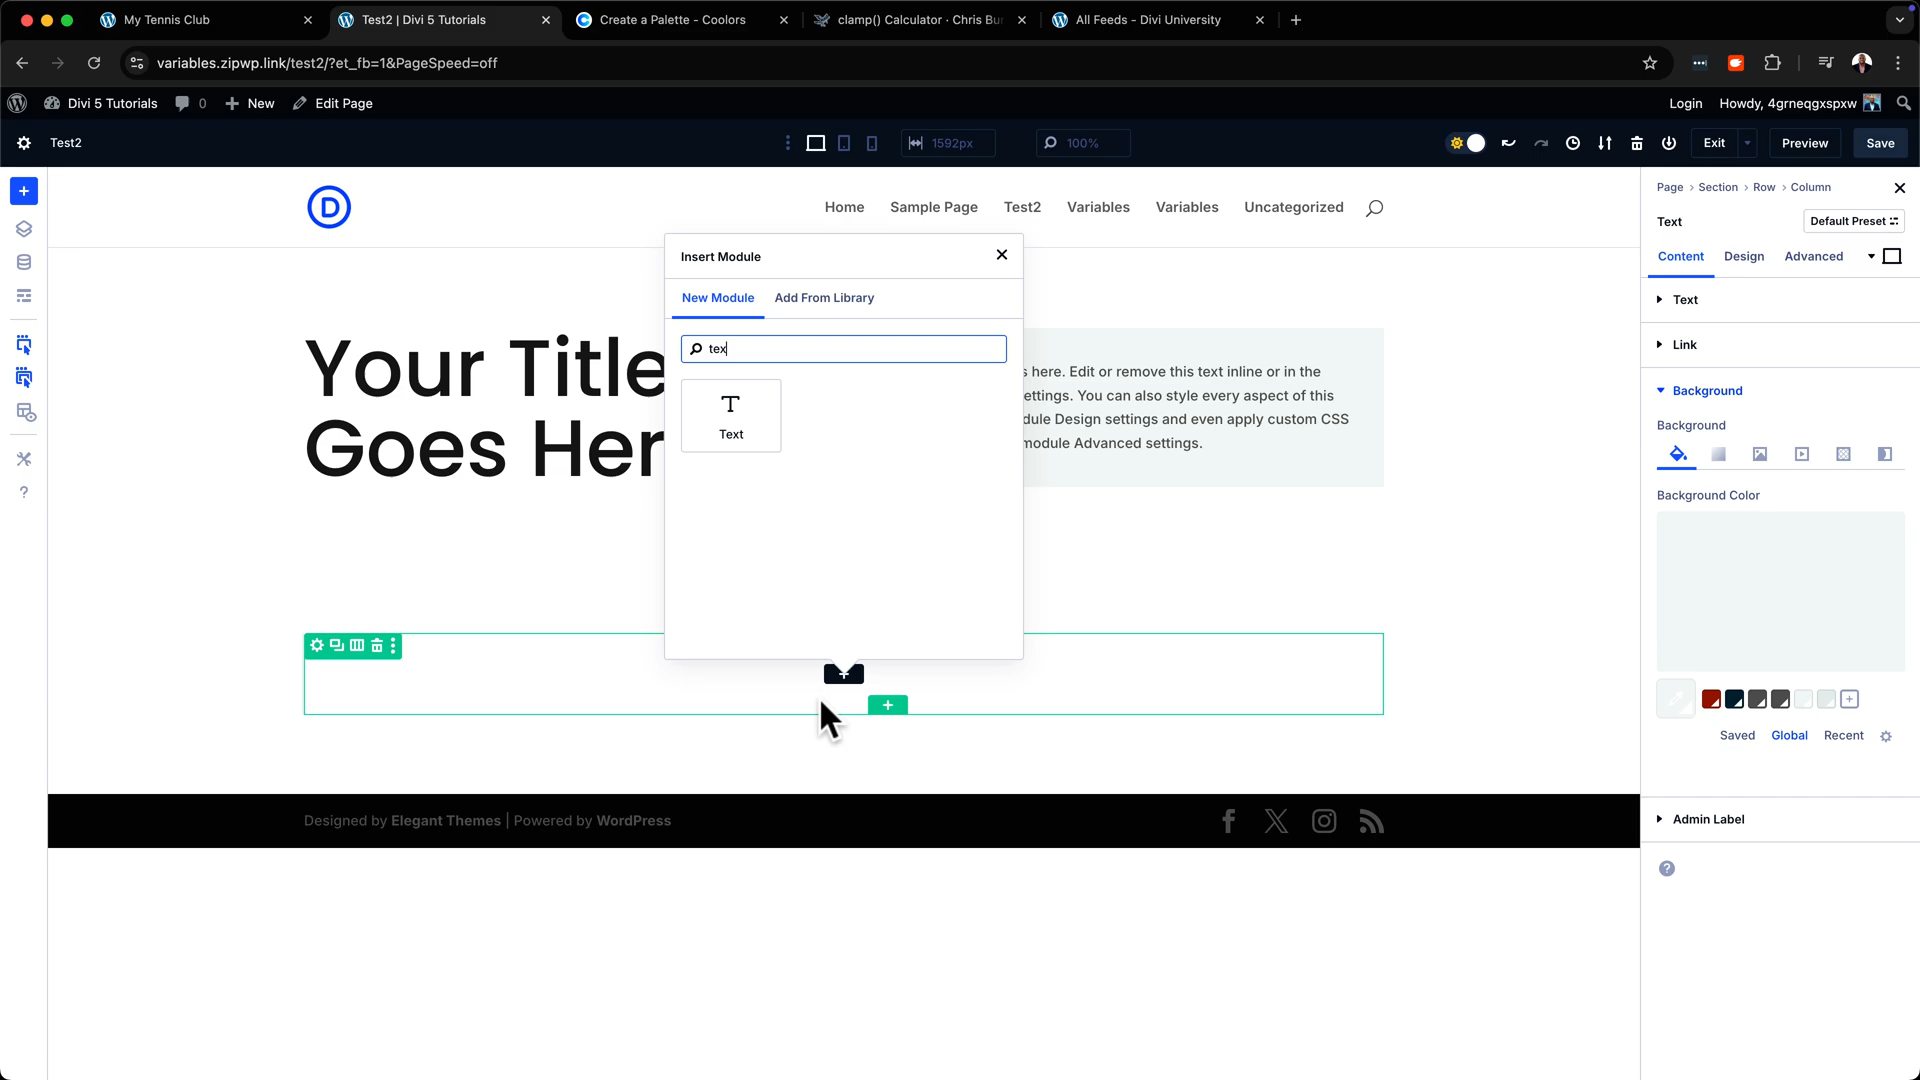 My Tennis Club
Test2 | Divi 5 Tutorials
Create a Palette - Coolors
clamp() Calculator · Chris Bur
All Feeds - Divi University
variables.zipwp.link/test2/?et_fb=1&PageSpeed=off
Divi 5 Tutorials
0
New
Edit Page
Login
Howdy, 4grneqgxspxw
Test2
1592px
100%
Exit
Preview
Save
D
Home
Sample Page
Test2
Variables
Variables
Uncategorized
Page > Section > Row > Column
Text
Default Preset
Content
Design
Advanced
Text
Link
Background
Background
Background Color
Saved
Global
Recent
Admin Label
Insert Module
New Module
Add From Library
tex
T
Text
Your Title
Goes Her
s here. Edit or remove this text inline or in the
ettings. You can also style every aspect of this
dule Design settings and even apply custom CSS
module Advanced settings.
Designed by Elegant Themes | Powered by WordPress